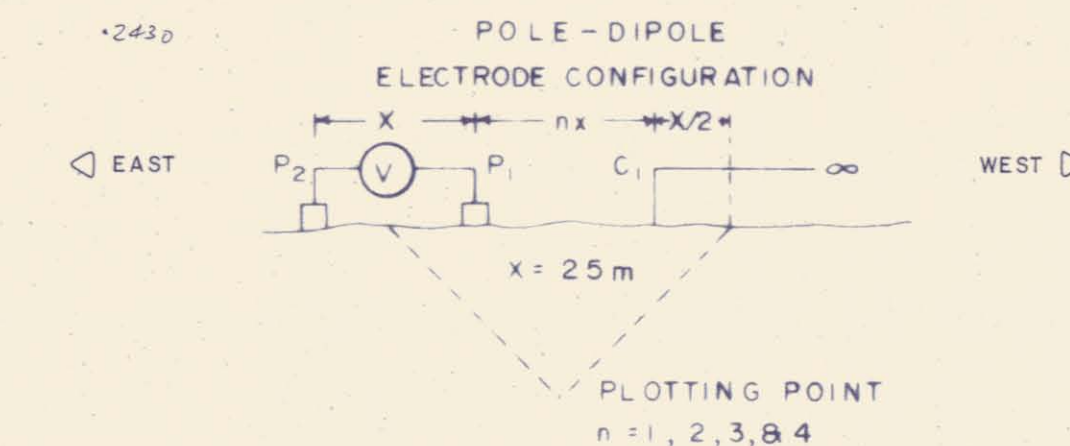 .2430
POLE-DIPOLE
ELECTRODE CONFIGURATION
X nx X/2
EAST P2 V P1 C1 ∞ WEST
x = 25m
PLOTTING POINT
n = 1, 2, 3, & 4